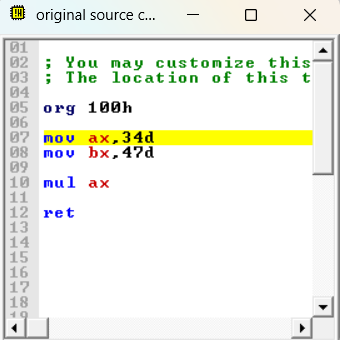 original source c...
01
02 ; You may customize this
03 ; The location of this t
04
05 org 100h
06
07 mov ax,34d
08 mov bx,47d
09
10 mul ax
11
12 ret
13
14
15
16
17
18
19